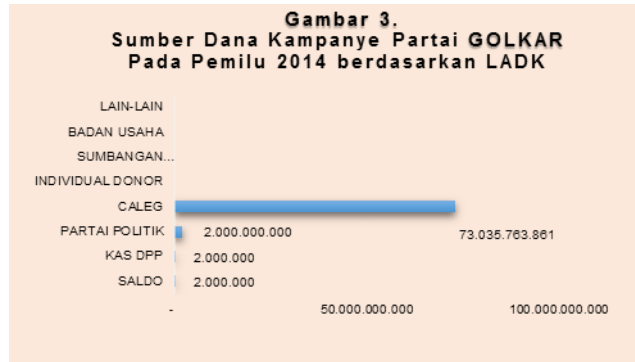 Gambar 3.
Sumber Dana Kampanye Partai GOLKAR
Pada Pemilu 2014 berdasarkan LADK
LAIN-LAIN
BADAN USAHA
SUMBANGAN...
INDIVIDUAL DONOR
CALEG
PARTAI POLITIK 2.000.000.000 73.035.763.861
KAS DPP 2.000.000
SALDO 2.000.000
- 50.000.000.000 100.000.000.000